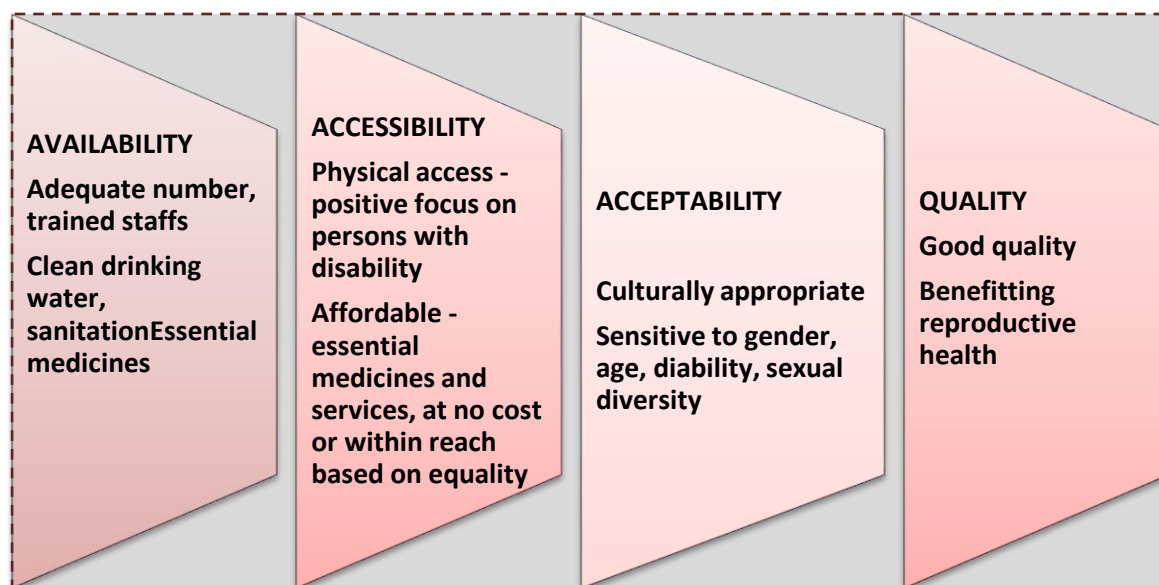 AVAILABILITY
Adequate number,
trained staffs
Clean drinking
water,
sanitationEssential
medicines
ACCESSIBILITY
Physical access -
positive focus on
persons with
disability
Affordable -
essential
medicines and
services, at no cost
or within reach
based on equality
ACCEPTABILITY
Culturally appropriate
Sensitive to gender,
age, diability, sexual
diversity
QUALITY
Good quality
Benefitting
reproductive
health